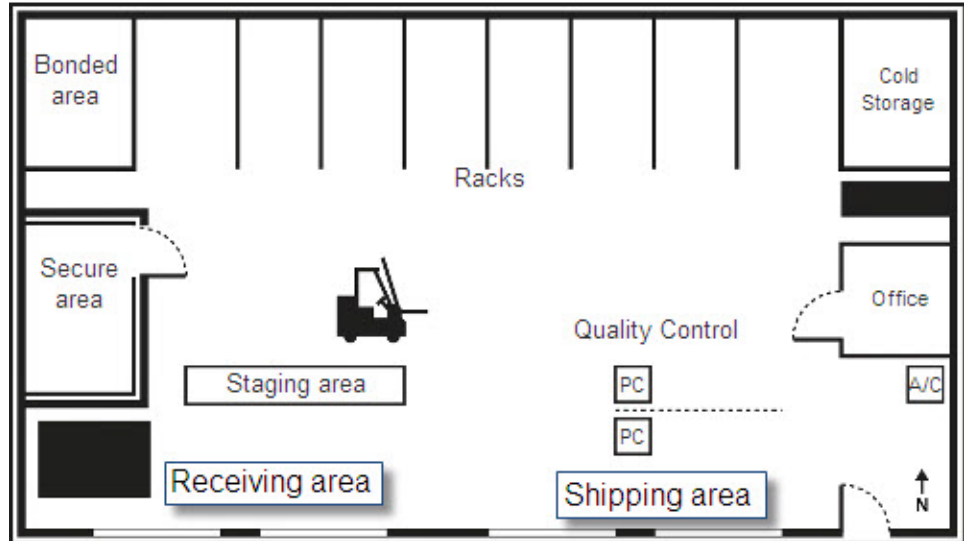 Bonded
area
Cold
Storage
Racks
Secure
area
Office
Quality Control
Staging area
PC
A/C
PC
Receiving area
Shipping area
N